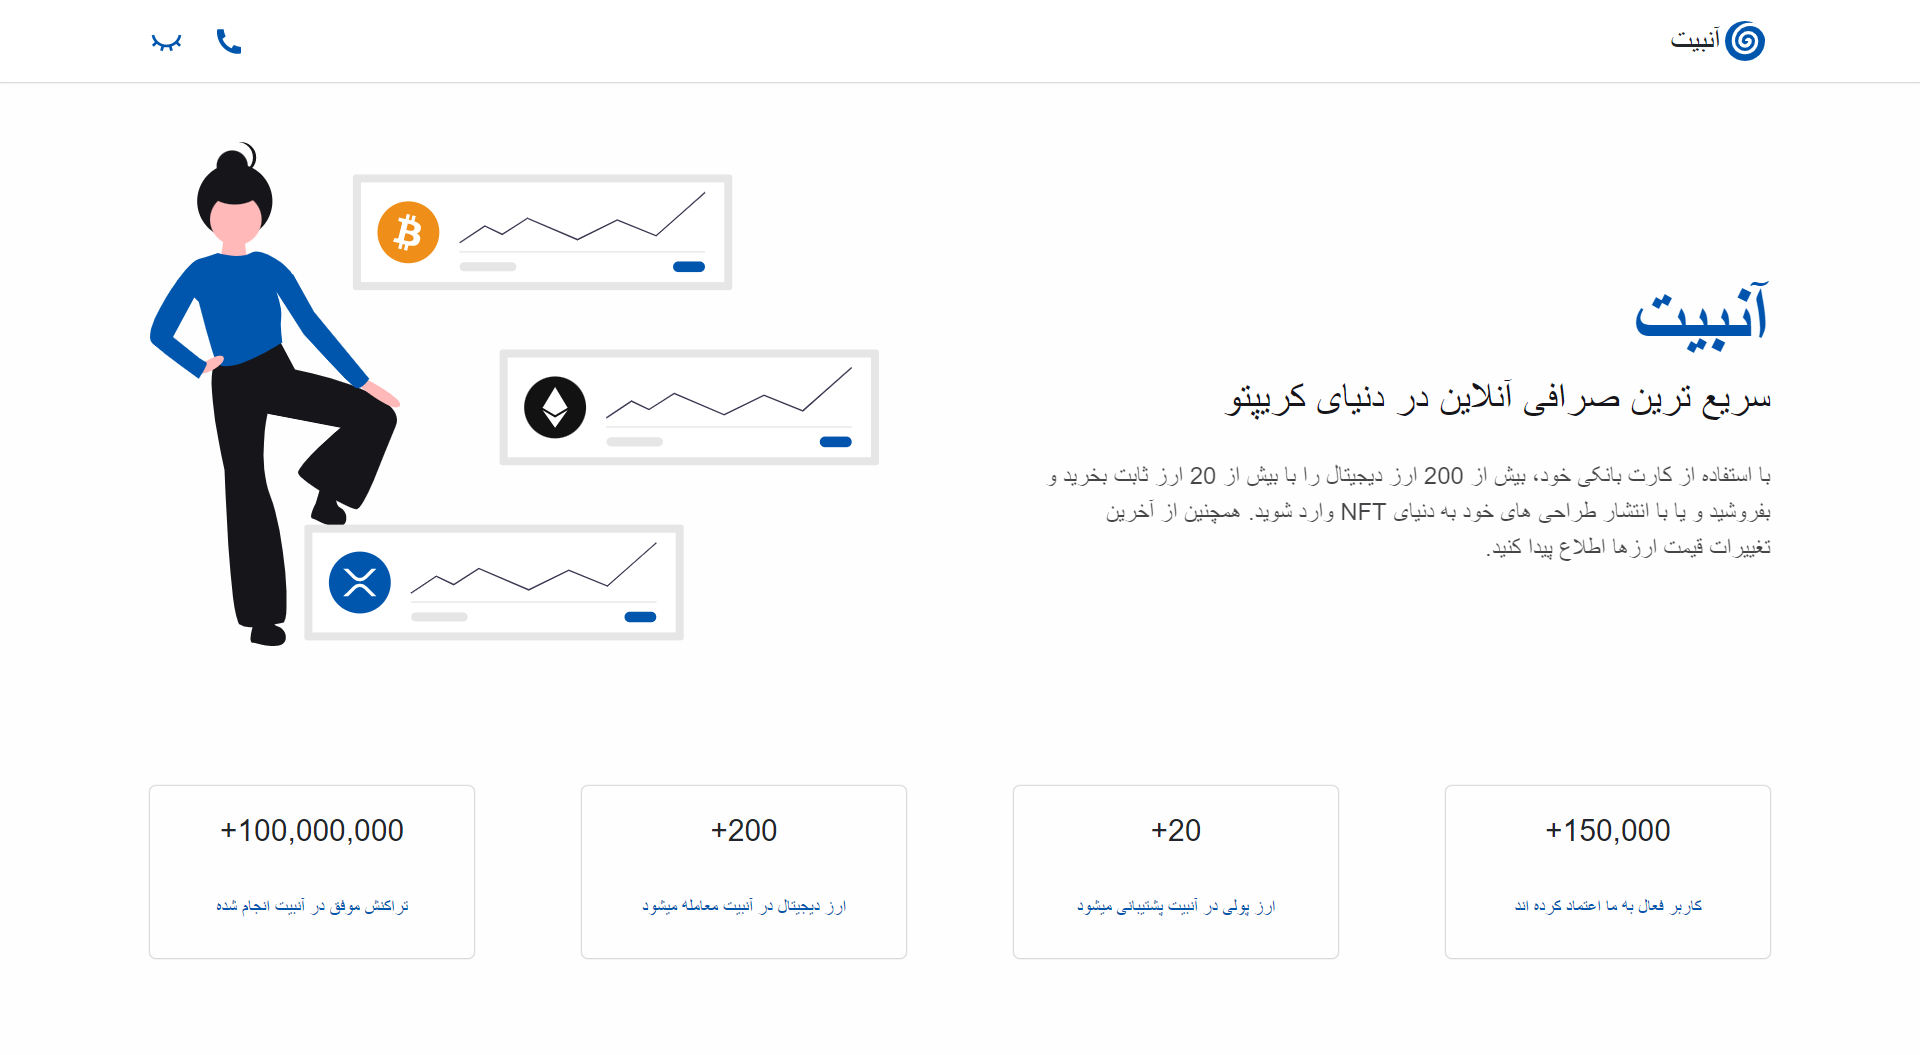 آنبیت
آنبیت
سریع ترین صرافی آنلاین در دنیای کریپتو
با استفاده از کارت بانکی خود، بیش از 200 ارز دیجیتال را با بیش از 20 ارز ثابت بخرید و
بفروشید و یا با انتشار طراحی های خود به دنیای NFT وارد شوید. همچنین از آخرین
تغییرات قیمت ارزها اطلاع پیدا کنید.
+150,000
کاربر فعال به ما اعتماد کرده اند
+20
ارز پولی در آنبیت پشتیبانی میشود
+200
ارز دیجیتال در آنبیت معامله میشود
+100,000,000
تراکنش موفق در آنبیت انجام شده